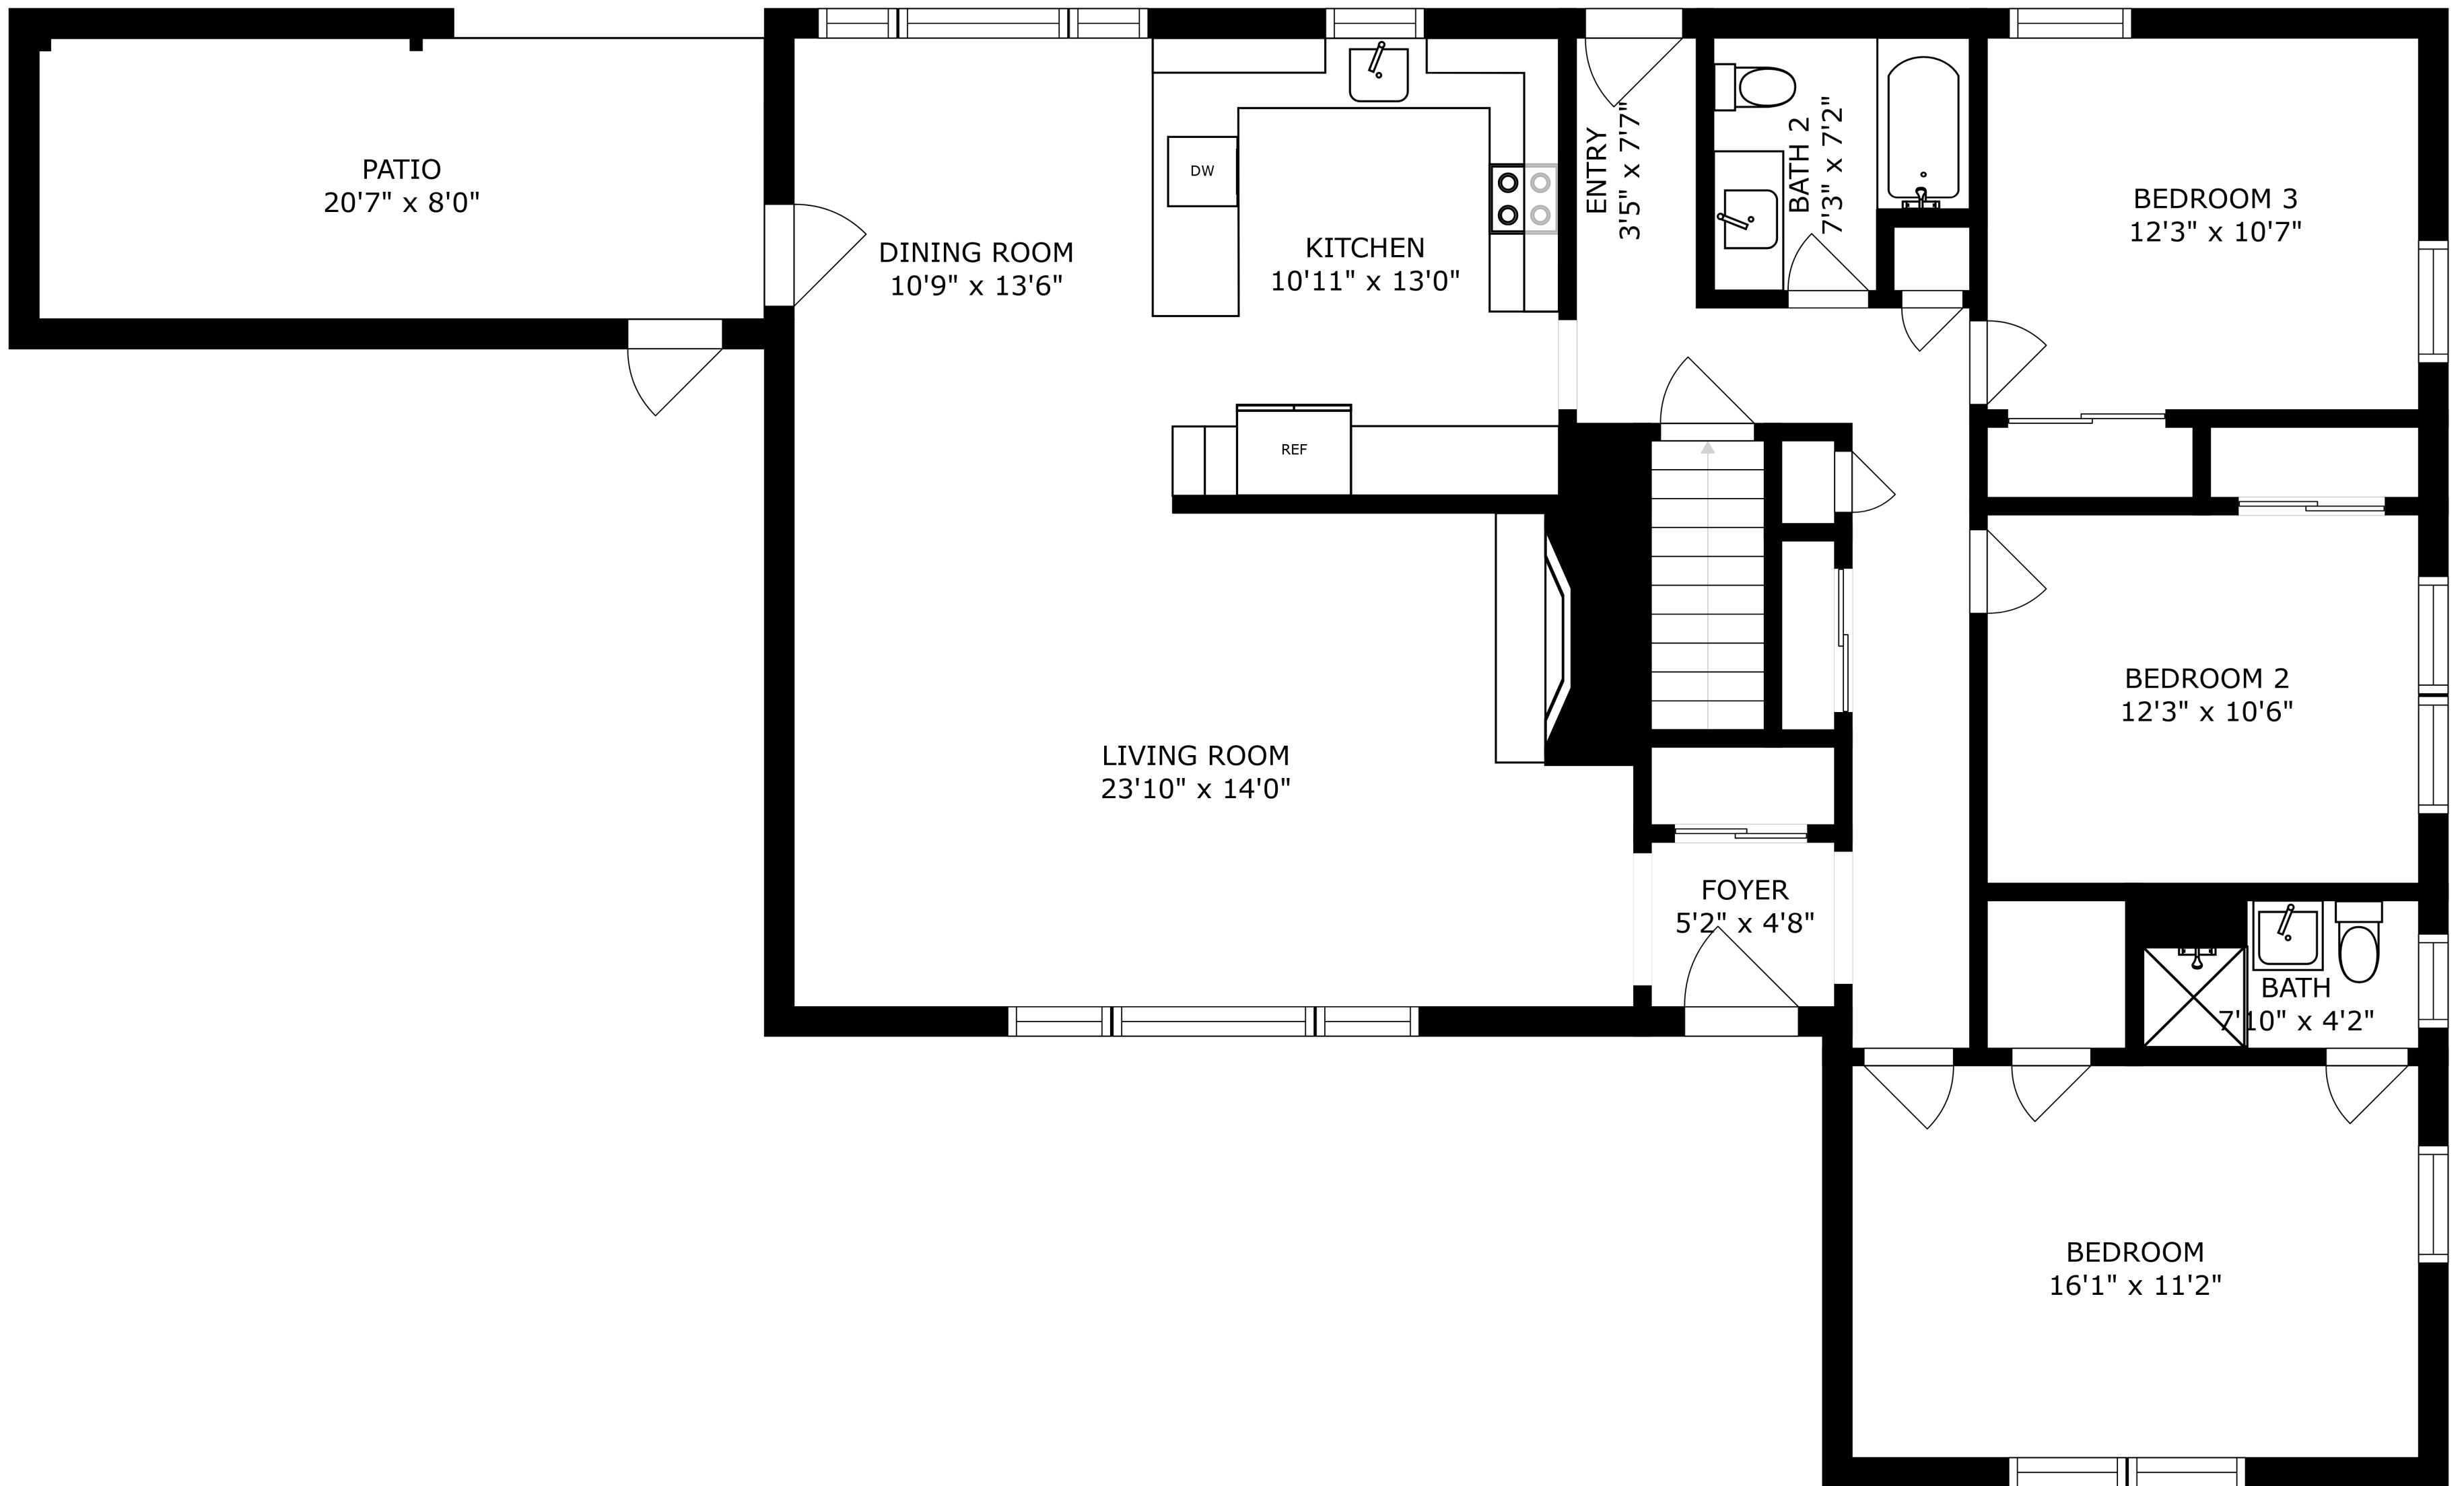 PATIO
20'7" x 8'0"
DINING ROOM
10'9" x 13'6"
DW
KITCHEN
10'11" x 13'0"
REF
ENTRY
3'5" x 7'7"
BATH 2
7'3" x 7'2"
BEDROOM 3
12'3" x 10'7"
BEDROOM 2
12'3" x 10'6"
LIVING ROOM
23'10" x 14'0"
FOYER
5'2" x 4'8"
BATH
7'10" x 4'2"
BEDROOM
16'1" x 11'2"